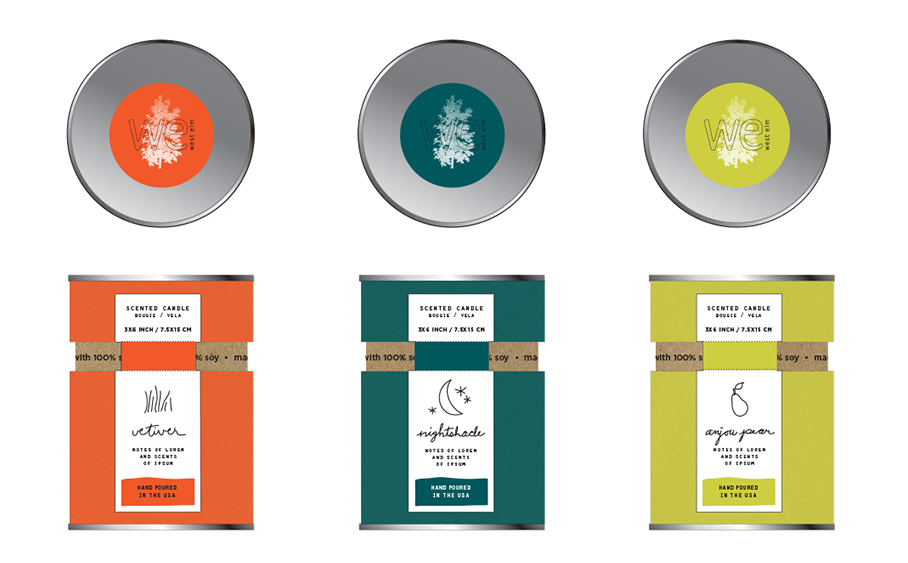 we west elm
we west elm
we west elm
SCENTED CANDLE
BOUGIE / VELA
3X6 INCH / 7.5X15 CM
with 100% s % soy • ma
vetiver
NOTES OF LOREM
AND SCENTS
OF IPSUM
HAND POURED
IN THE USA
SCENTED CANDLE
BOUGIE / VELA
3X6 INCH / 7.5X15 CM
with 100% s % soy • ma
nightshade
NOTES OF LOREM
AND SCENTS
OF IPSUM
HAND POURED
IN THE USA
SCENTED CANDLE
BOUGIE / VELA
3X6 INCH / 7.5X15 CM
with 100% s % soy • ma
anjou pear
NOTES OF LOREM
AND SCENTS
OF IPSUM
HAND POURED
IN THE USA